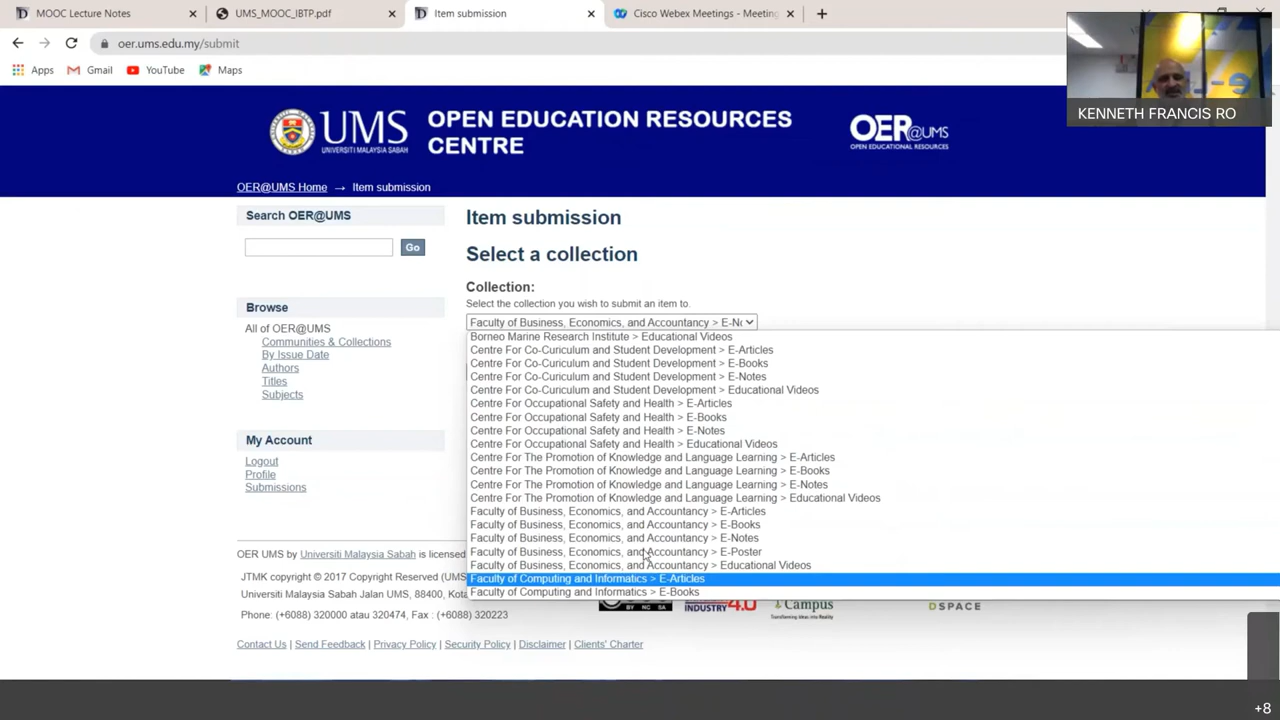 MOOC Lecture Notes
UMS_MOOC_IBTP.pdf
Item submission
Cisco Webex Meetings - Meeting
oer.ums.edu.my/submit
Apps
Gmail
YouTube
Maps
KENNETH FRANCIS RO
UMS
UNIVERSITI MALAYSIA SABAH
OPEN EDUCATION RESOURCES
CENTRE
OER@UMS
OPEN EDUCATIONAL RESOURCES
OER@UMS Home → Item submission
Search OER@UMS
Go
Browse
All of OER@UMS
Communities & Collections
By Issue Date
Authors
Titles
Subjects
My Account
Logout
Profile
Submissions
Item submission
Select a collection
Collection:
Select the collection you wish to submit an item to.
Faculty of Business, Economics, and Accountancy > E-No
Borneo Marine Research Institute > Educational Videos
Centre For Co-Curiculum and Student Development > E-Articles
Centre For Co-Curiculum and Student Development > E-Books
Centre For Co-Curiculum and Student Development > E-Notes
Centre For Co-Curiculum and Student Development > Educational Videos
Centre For Occupational Safety and Health > E-Articles
Centre For Occupational Safety and Health > E-Books
Centre For Occupational Safety and Health > E-Notes
Centre For Occupational Safety and Health > Educational Videos
Centre For The Promotion of Knowledge and Language Learning > E-Articles
Centre For The Promotion of Knowledge and Language Learning > E-Books
Centre For The Promotion of Knowledge and Language Learning > E-Notes
Centre For The Promotion of Knowledge and Language Learning > Educational Videos
Faculty of Business, Economics, and Accountancy > E-Articles
Faculty of Business, Economics, and Accountancy > E-Books
Faculty of Business, Economics, and Accountancy > E-Notes
Faculty of Business, Economics, and Accountancy > E-Poster
Faculty of Business, Economics, and Accountancy > Educational Videos
Faculty of Computing and Informatics > E-Articles
Faculty of Computing and Informatics > E-Books
OER UMS by Universiti Malaysia Sabah is licensed
JTMK copyright © 2017 Copyright Reserved (UMS
Universiti Malaysia Sabah Jalan UMS, 88400, Kota
Phone: (+6088) 320000 atau 320474, Fax : (+6088) 320223
BY NC SA
INDUSTRY 4.0
Campus
Transforming Ideas into Reality
DSPACE
Contact Us | Send Feedback | Privacy Policy | Security Policy | Disclaimer | Clients' Charter
+8